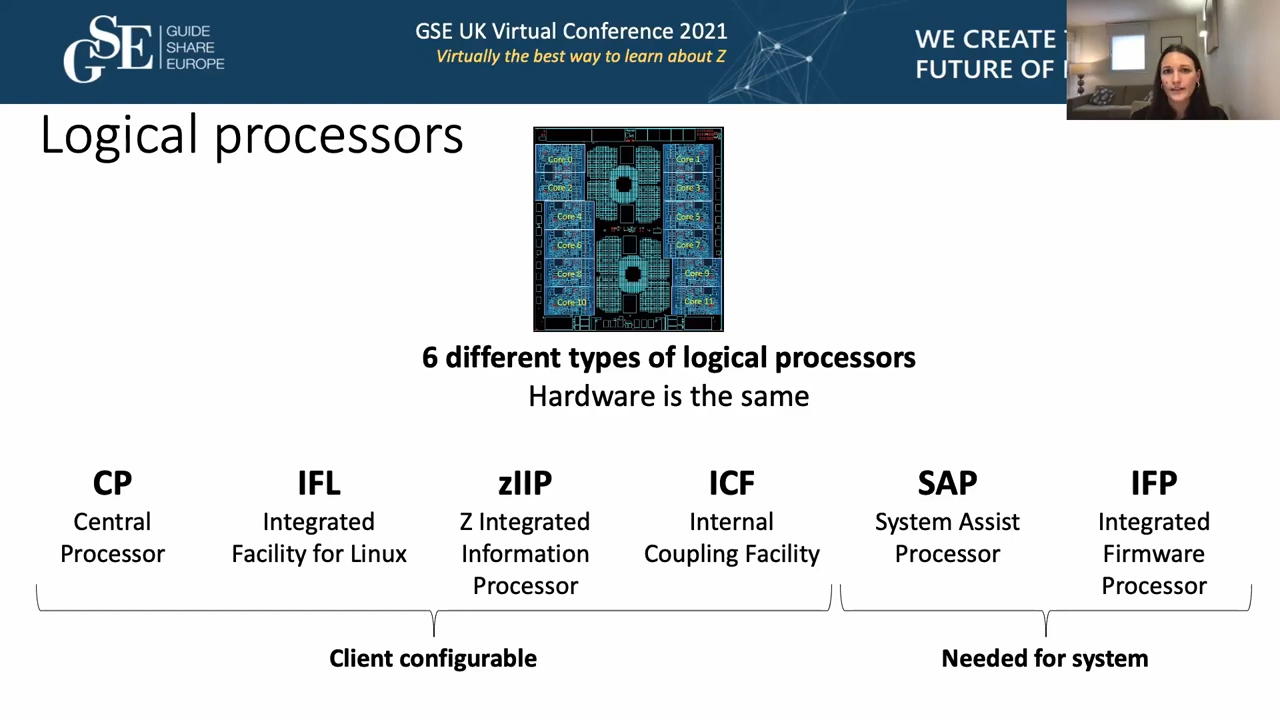 GSE
GUIDE
SHARE
EUROPE
GSE UK Virtual Conference 2021
Virtually the best way to learn about Z
WE CREATE
FUTURE OF
Logical processors
Core 0
Core 1
Core 2
Core 3
Core 4
Core 5
Core 6
Core 7
Core 8
Core 9
Core 10
Core 11
6 different types of logical processors
Hardware is the same
CP
Central
Processor
IFL
Integrated
Facility for Linux
zIIP
Z Integrated
Information
Processor
ICF
Internal
Coupling Facility
SAP
System Assist
Processor
IFP
Integrated
Firmware
Processor
Client configurable
Needed for system